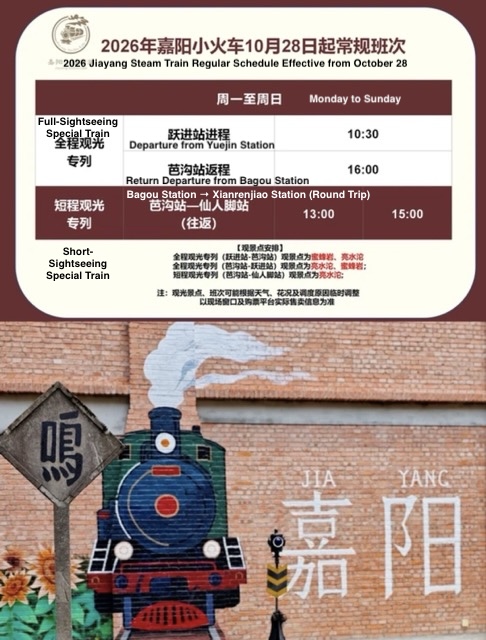 2026年嘉阳小火车10月28日起常规班次
2026 Jiayang Steam Train Regular Schedule Effective from October 28
周一至周日 Monday to Sunday
Full-Sightseeing
Special Train
全程观光
专列
跃进站进程
Departure from Yuejin Station
10:30
芭沟站返程
Return Departure from Bagou Station
16:00
Bagou Station → Xianrenjiao Station (Round Trip)
短程观光
专列
芭沟站—仙人脚站
(往返)
13:00
15:00
Short-
Sightseeing
Special Train
【观景点安排】
全程观光专列（跃进站-芭沟站）观景点为蜜蜂岩、亮水沱
全程观光专列（芭沟站-跃进站）观景点为亮水沱、蜜蜂岩;
短程观光专列（芭沟站-仙人脚站）观景点为亮水沱;
注：观光景点、班次可能根据天气、花况及调度原因临时调整
以现场窗口及购票平台实际售卖信息为准
鸣
JIA YANG
嘉阳